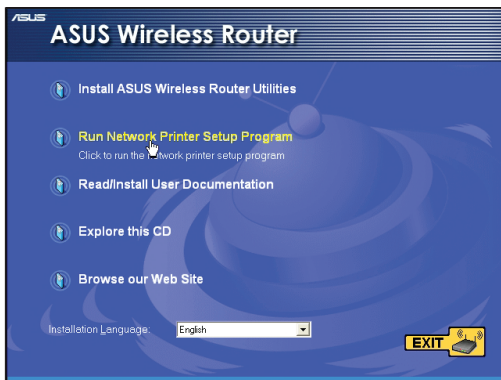 ASUS
ASUS Wireless Router
Install ASUS Wireless Router Utilities
Run Network Printer Setup Program
Click to run the network printer setup program
Read/Install User Documentation
Explore this CD
Browse our Web Site
Installation Language: English
EXIT